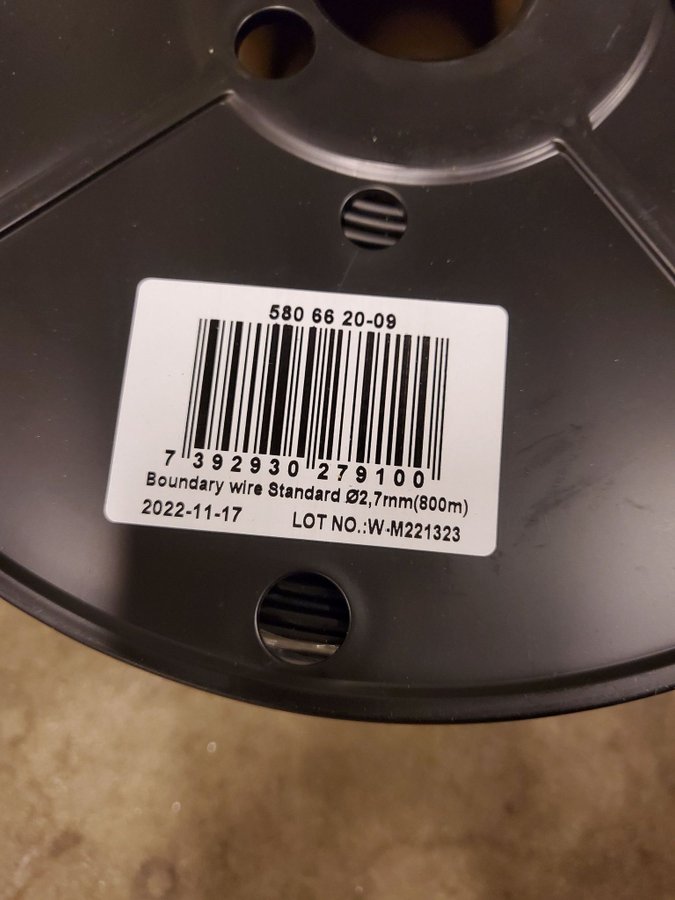 580 66 20-09
7 392930 279100
Boundary wire Standard Ø2,7mm(800m)
2022-11-17 LOT NO.:W-M221323